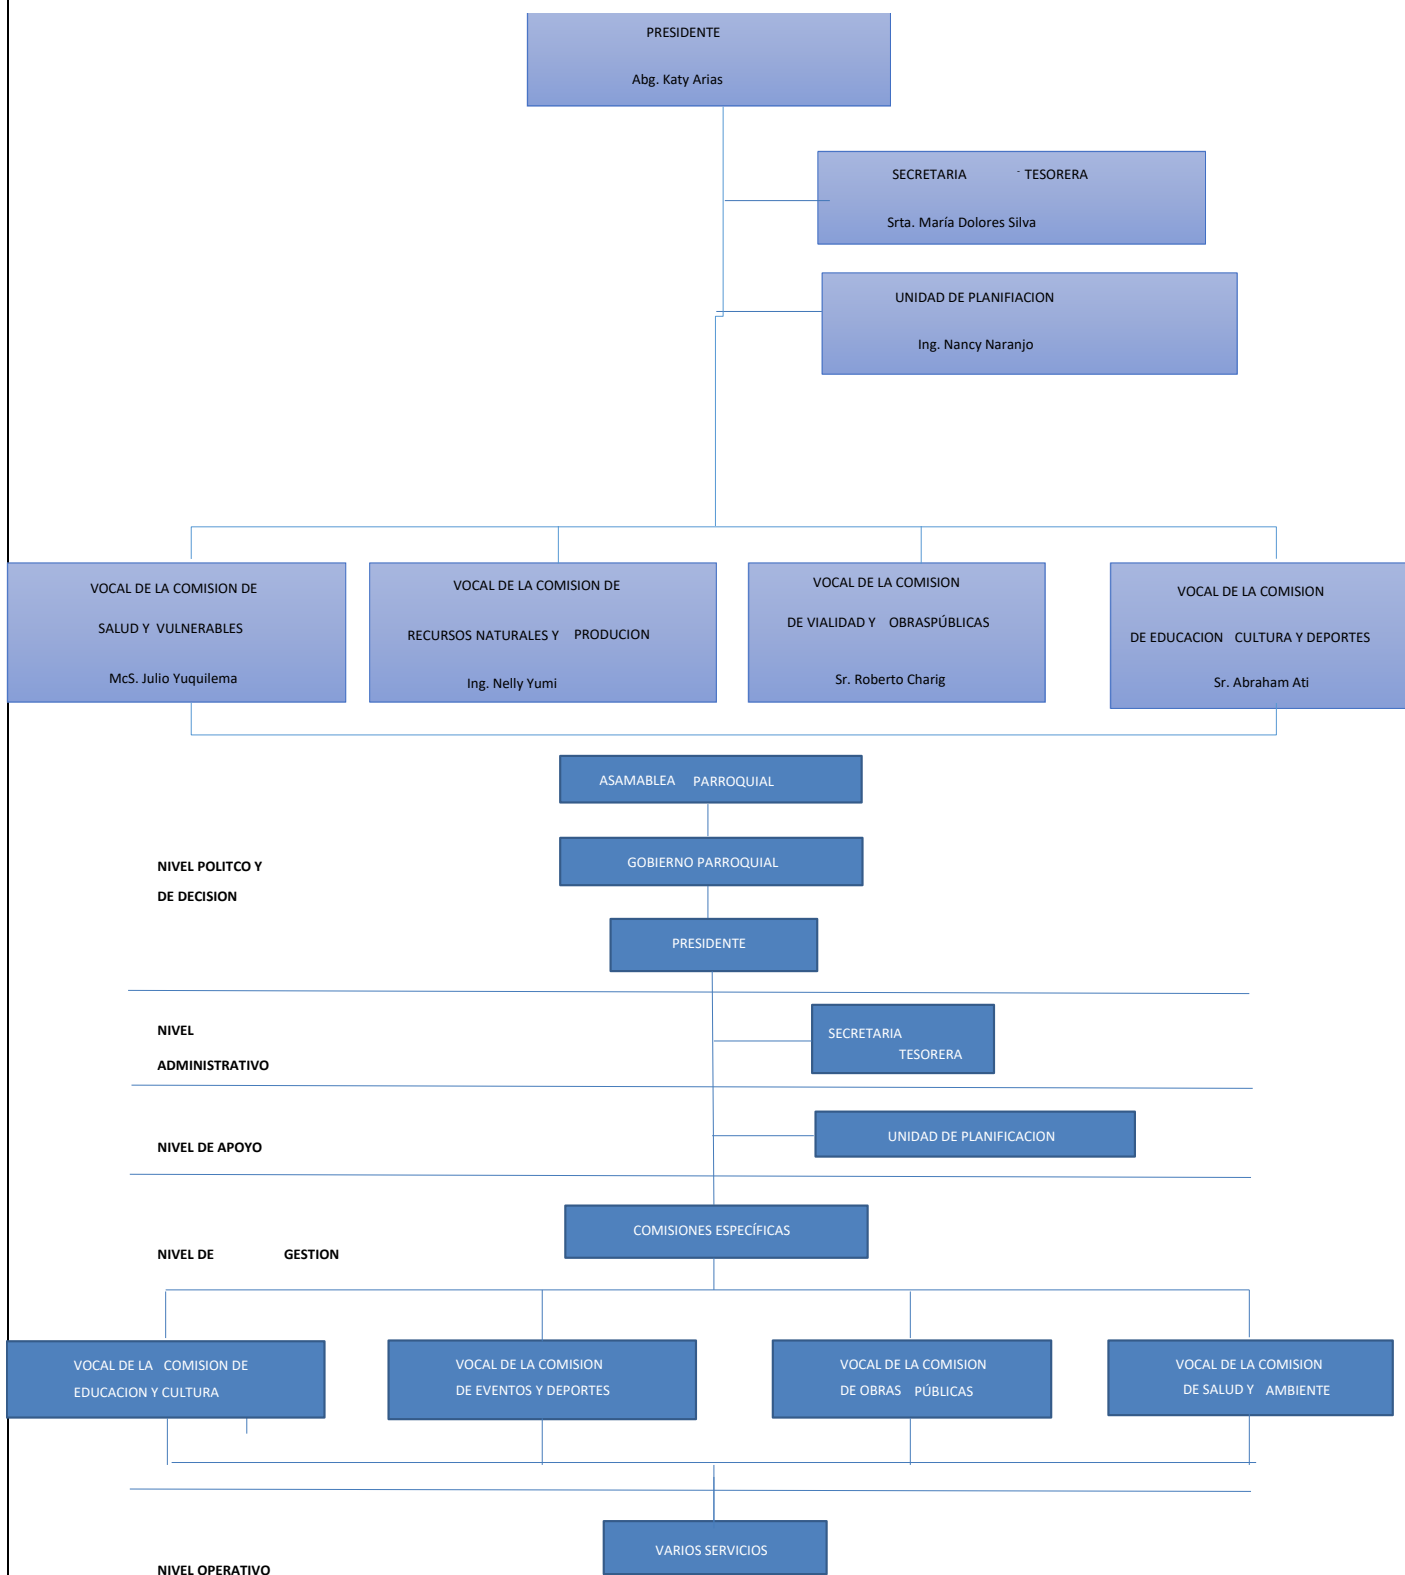 PRESIDENTE
Abg. Katy Arias
SECRETARIA - TESORERA
Srta. María Dolores Silva
UNIDAD DE PLANIFIACION
Ing. Nancy Naranjo
VOCAL DE LA COMISION DE
SALUD Y VULNERABLES
McS. Julio Yuquilema
VOCAL DE LA COMISION DE
RECURSOS NATURALES Y PRODUCION
Ing. Nelly Yumi
VOCAL DE LA COMISION
DE VIALIDAD Y OBRASPÚBLICAS
Sr. Roberto Charig
VOCAL DE LA COMISION
DE EDUCACION CULTURA Y DEPORTES
Sr. Abraham Ati
ASAMABLEA PARROQUIAL
NIVEL POLITCO Y
DE DECISION
GOBIERNO PARROQUIAL
PRESIDENTE
NIVEL
ADMINISTRATIVO
SECRETARIA
TESORERA
NIVEL DE APOYO
UNIDAD DE PLANIFICACION
COMISIONES ESPECÍFICAS
NIVEL DE GESTION
VOCAL DE LA COMISION DE
EDUCACION Y CULTURA
VOCAL DE LA COMISION
DE EVENTOS Y DEPORTES
VOCAL DE LA COMISION
DE OBRAS PÚBLICAS
VOCAL DE LA COMISION
DE SALUD Y AMBIENTE
VARIOS SERVICIOS
NIVEL OPERATIVO